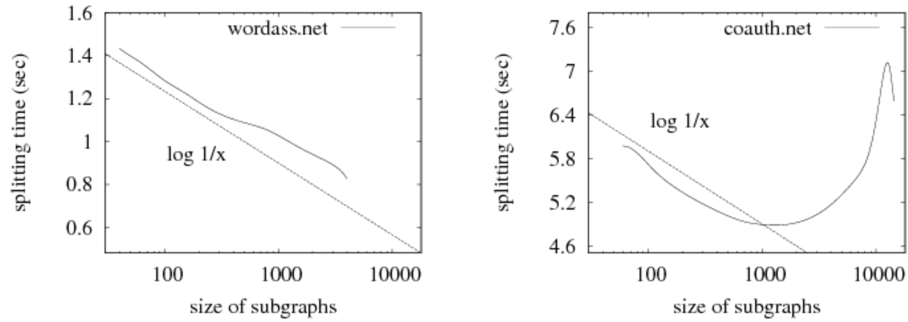 1.6
1.4
1.2
1
0.8
0.6
splitting time (sec)
wordass.net
log 1/x
100 1000 10000
size of subgraphs
7.6
7
6.4
5.8
5.2
4.6
splitting time (sec)
coauth.net
log 1/x
100 1000 10000
size of subgraphs